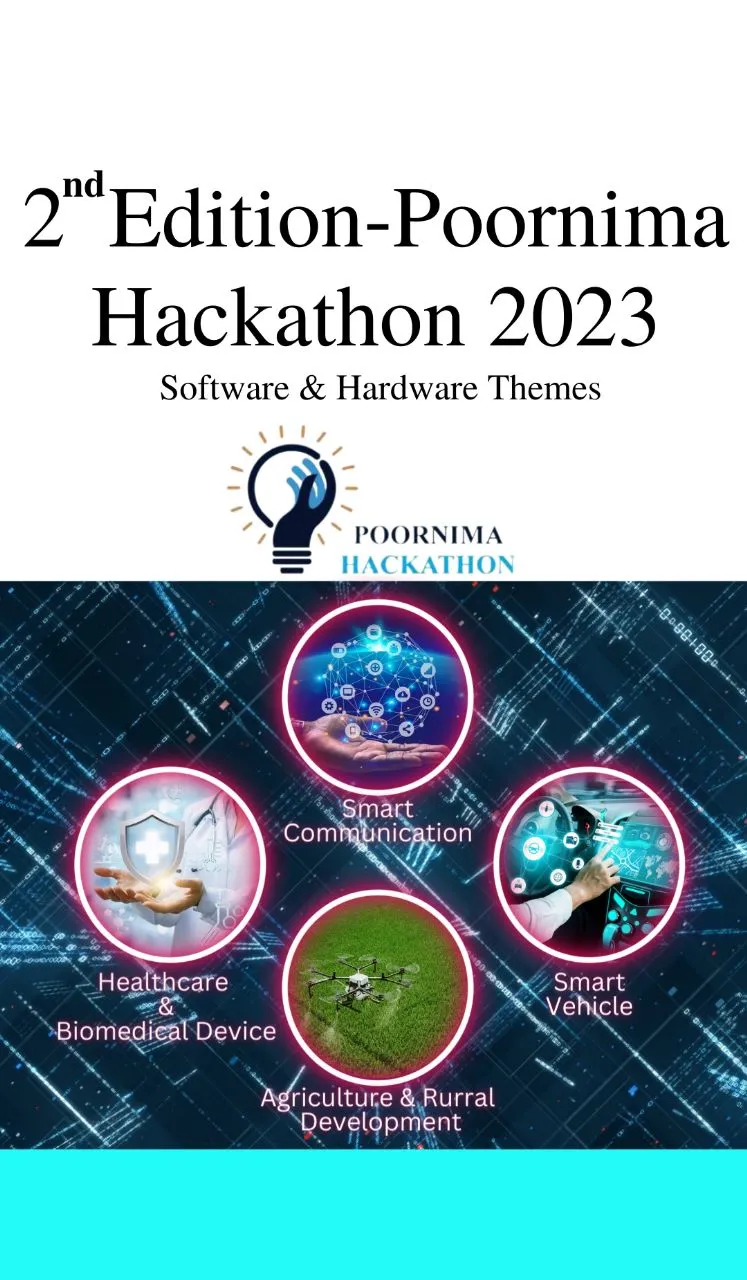 2nd Edition-Poornima
Hackathon 2023
Software & Hardware Themes
POORNIMA
HACKATHON
Smart
Communication
Healthcare
&
Biomedical Device
Smart
Vehicle
Agriculture & Rurral
Development